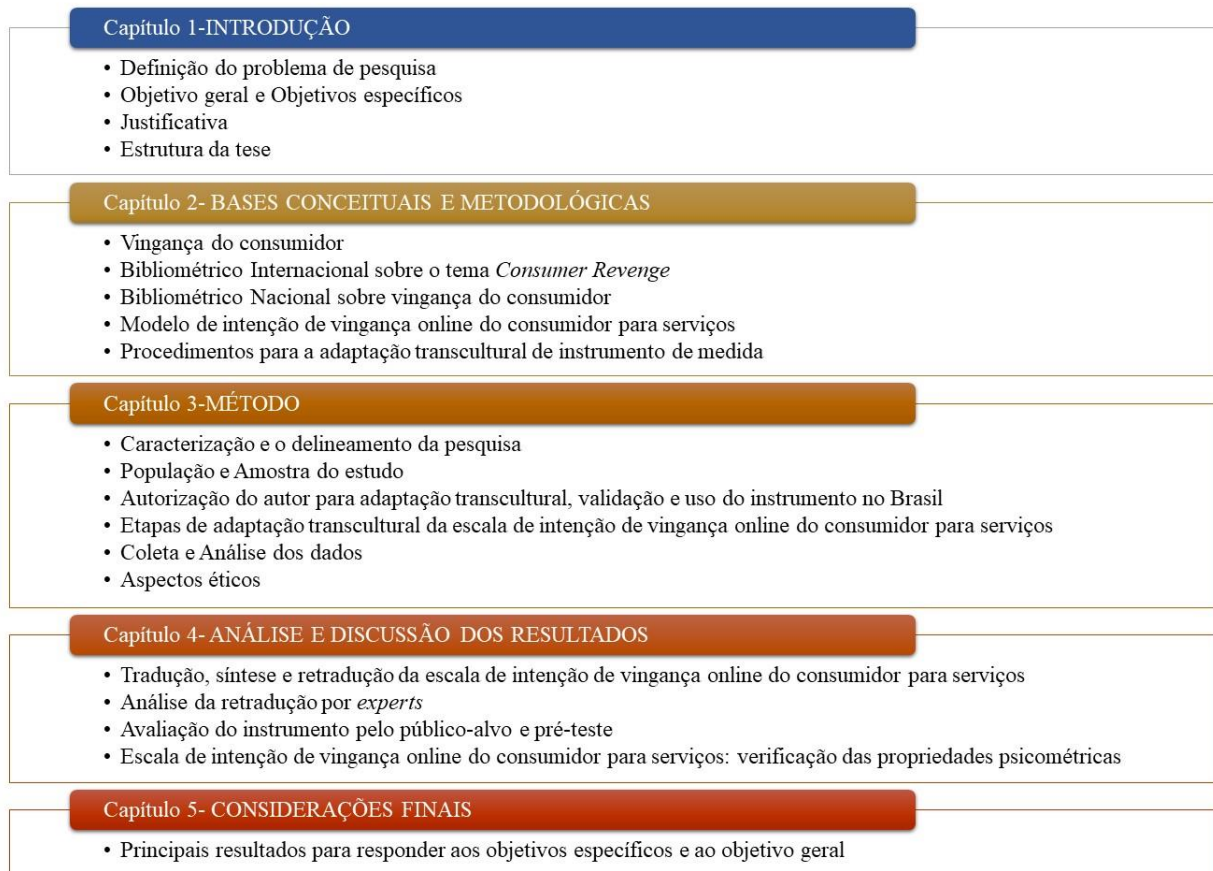 Capítulo 1-INTRODUÇÃO
• Definição do problema de pesquisa
• Objetivo geral e Objetivos específicos
• Justificativa
• Estrutura da tese
Capítulo 2- BASES CONCEITUAIS E METODOLÓGICAS
• Vingança do consumidor
• Bibliométrico Internacional sobre o tema Consumer Revenge
• Bibliométrico Nacional sobre vingança do consumidor
• Modelo de intenção de vingança online do consumidor para serviços
• Procedimentos para a adaptação transcultural de instrumento de medida
Capítulo 3-MÉTODO
• Caracterização e o delineamento da pesquisa
• População e Amostra do estudo
• Autorização do autor para adaptação transcultural, validação e uso do instrumento no Brasil
• Etapas de adaptação transcultural da escala de intenção de vingança online do consumidor para serviços
• Coleta e Análise dos dados
• Aspectos éticos
Capítulo 4- ANÁLISE E DISCUSSÃO DOS RESULTADOS
• Tradução, síntese e retradução da escala de intenção de vingança online do consumidor para serviços
• Análise da retradução por experts
• Avaliação do instrumento pelo público-alvo e pré-teste
• Escala de intenção de vingança online do consumidor para serviços: verificação das propriedades psicométricas
Capítulo 5- CONSIDERAÇÕES FINAIS
• Principais resultados para responder aos objetivos específicos e ao objetivo geral